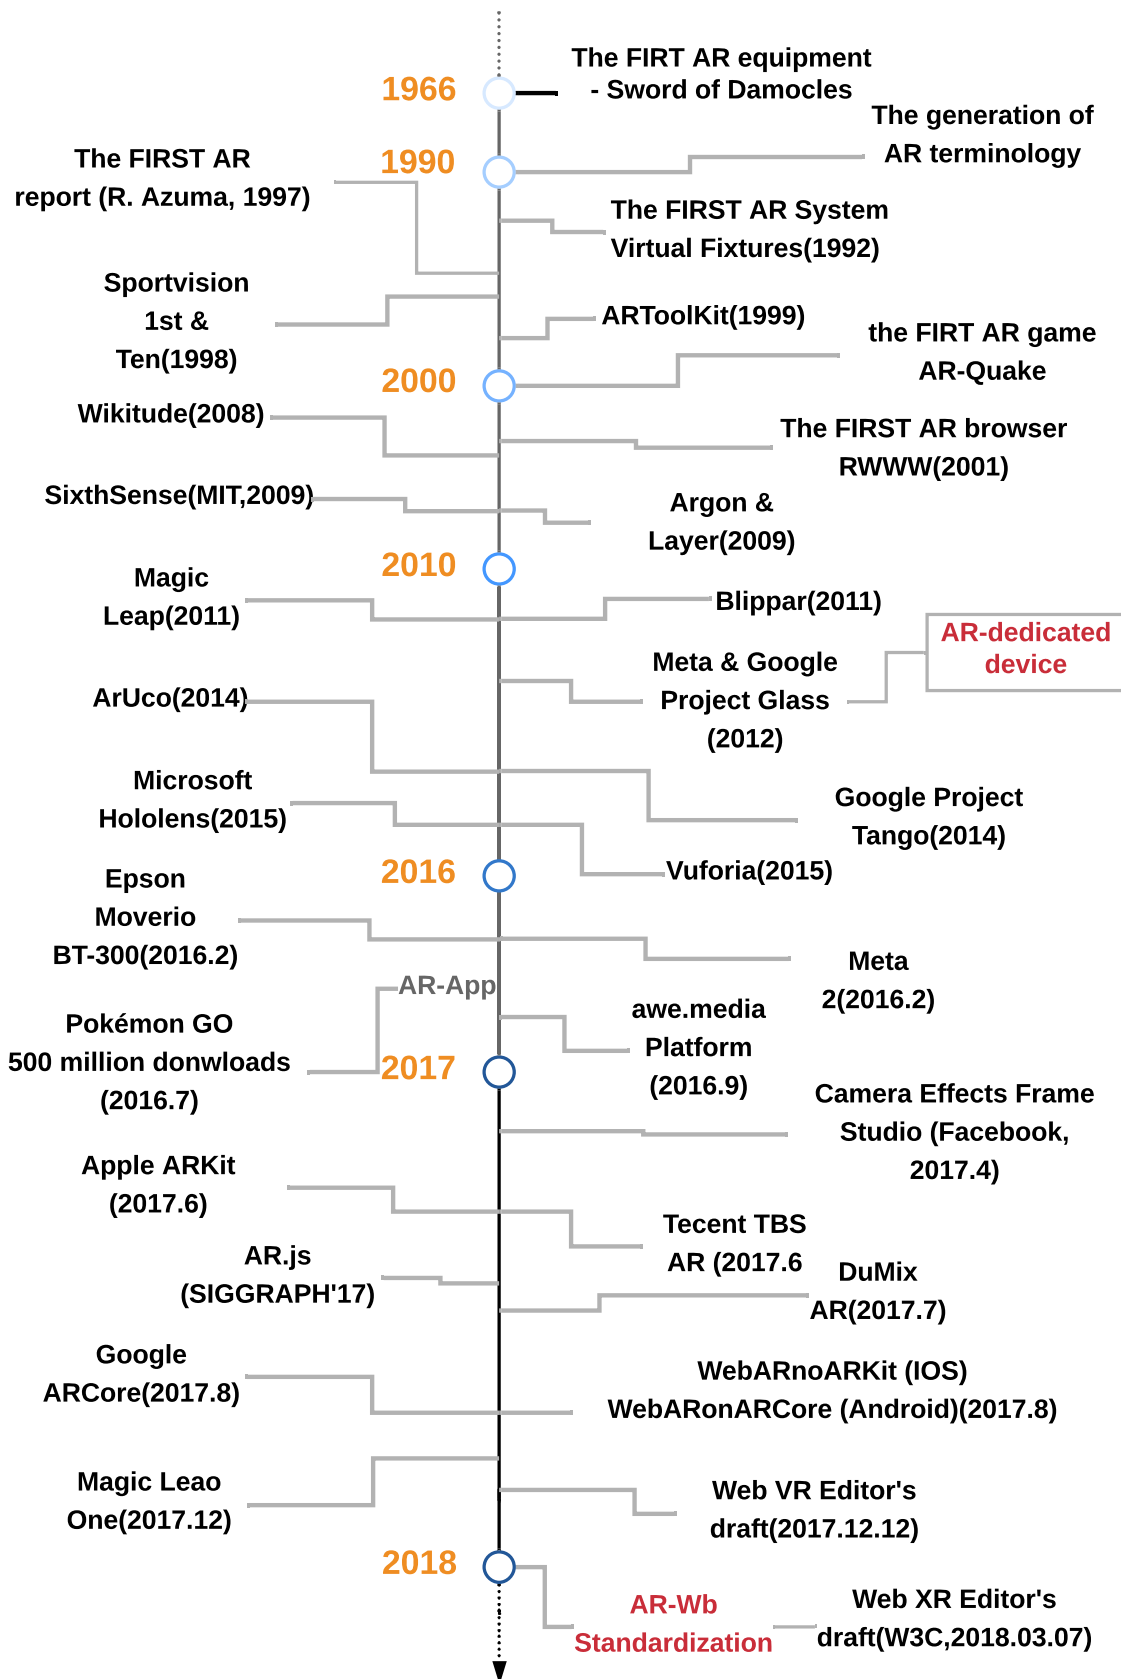 The FIRT AR equipment
- Sword of Damocles
1966
The generation of
AR terminology
1990
The FIRST AR
report (R. Azuma, 1997)
The FIRST AR System
Virtual Fixtures(1992)
Sportvision
1st &
Ten(1998)
ARToolKit(1999)
the FIRT AR game
AR-Quake
2000
Wikitude(2008)
The FIRST AR browser
RWWW(2001)
SixthSense(MIT,2009)
Argon &
Layer(2009)
2010
Magic
Leap(2011)
Blippar(2011)
AR-dedicated
device
Meta & Google
Project Glass
(2012)
ArUco(2014)
Microsoft
Hololens(2015)
Google Project
Tango(2014)
Vuforia(2015)
2016
Epson
Moverio
BT-300(2016.2)
Meta
2(2016.2)
AR-App
awe.media
Platform
(2016.9)
Pokémon GO
500 million donwloads
(2016.7)
2017
Camera Effects Frame
Studio (Facebook,
2017.4)
Apple ARKit
(2017.6)
Tecent TBS
AR (2017.6
AR.js
(SIGGRAPH'17)
DuMix
AR(2017.7)
Google
ARCore(2017.8)
WebARnoARKit (IOS)
WebARonARCore (Android)(2017.8)
Magic Leao
One(2017.12)
Web VR Editor's
draft(2017.12.12)
2018
AR-Wb
Standardization
Web XR Editor's
draft(W3C,2018.03.07)